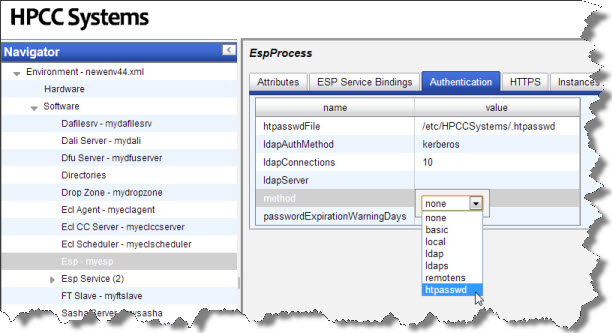 HPCC Systems
Navigator
Environment - newenv44.xml
Hardware
Software
Dafilesrv - mydafilesrv
Dali Server - mydali
Dfu Server - mydfuserver
Directories
Drop Zone - mydropzone
Ecl Agent - myeclagent
Ecl CC Server - myeclccserver
Ecl Scheduler - myeclscheduler
Esp - myesp
Esp Service (2)
FT Slave - myftslave
EspProcess
Attributes ESP Service Bindings Authentication HTTPS Instances
name value
htpasswdFile /etc/HPCCSystems/.htpasswd
ldapAuthMethod kerberos
ldapConnections 10
ldapServer
method none
passwordExpirationWarningDays
none
basic
local
ldap
ldaps
remotens
htpasswd